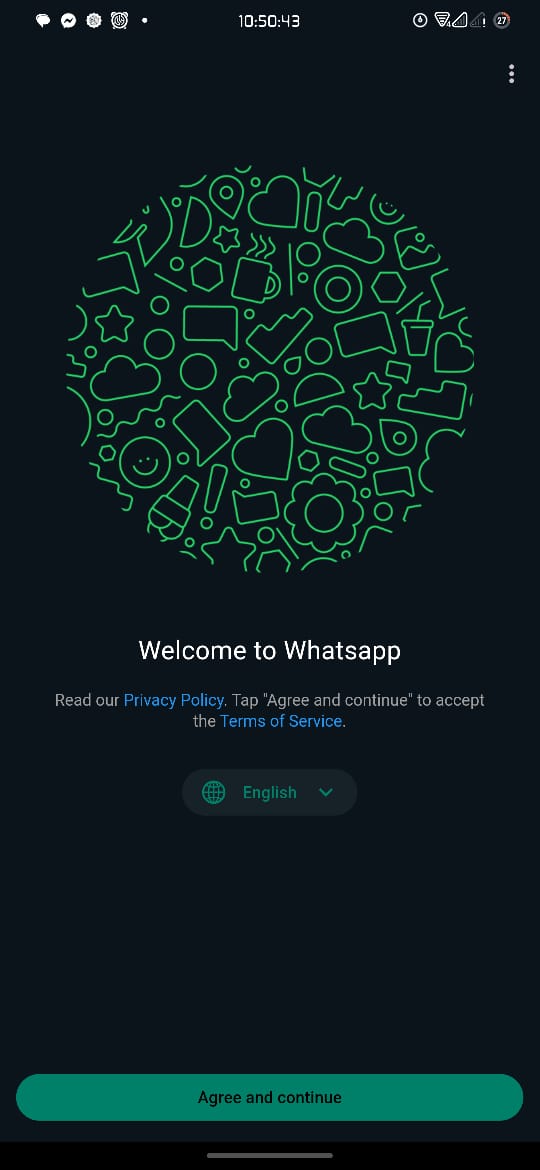 10:50:43
27
Welcome to Whatsapp
Read our Privacy Policy. Tap "Agree and continue" to accept
the Terms of Service.
English
Agree and continue